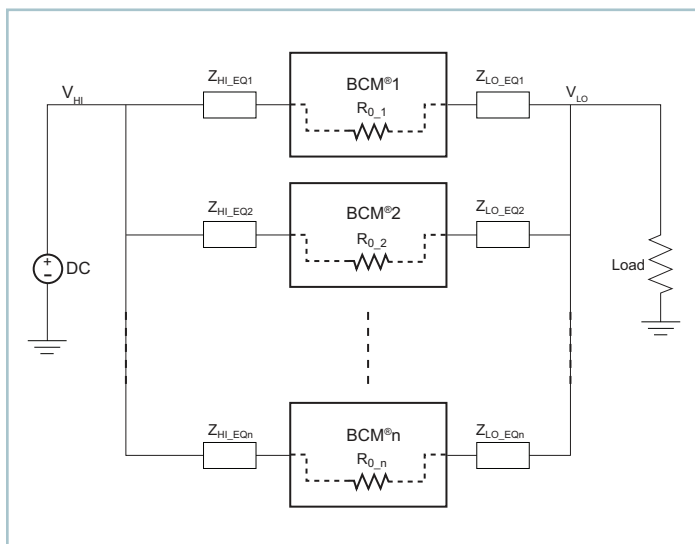 V_HI
Z_HI_EQ1
BCM®1
R_0_1
Z_LO_EQ1
V_LO
Z_HI_EQ2
BCM®2
R_0_2
Z_LO_EQ2
+
-
DC
Load
Z_HI_EQn
BCM®n
R_0_n
Z_LO_EQn